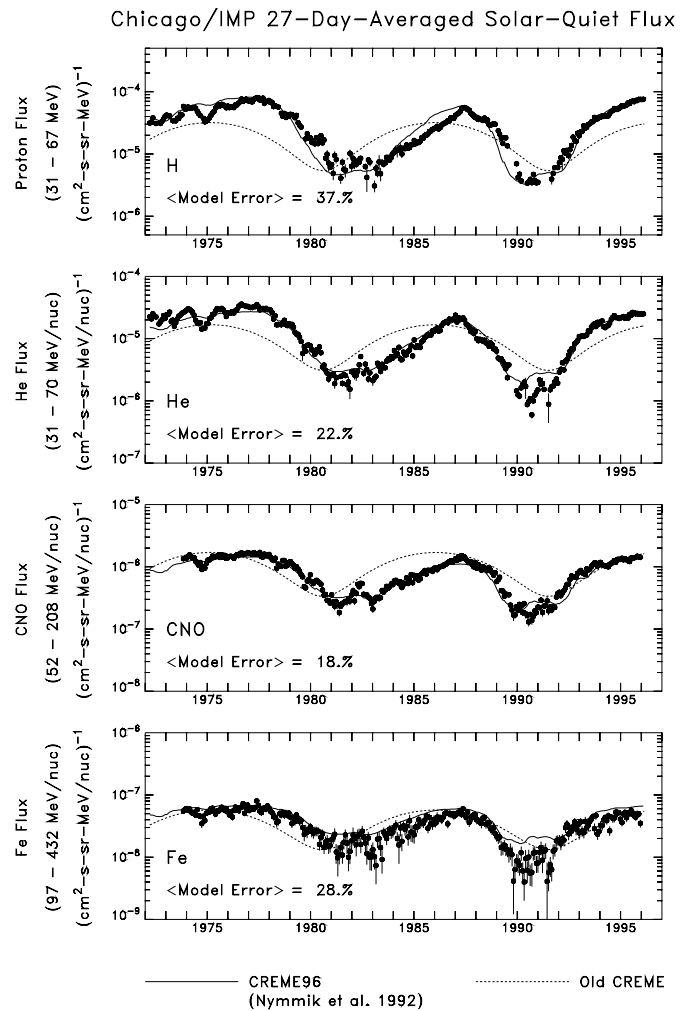 Chicago/IMP 27-Day-Averaged Solar-Quiet Flux
Proton Flux
(31 - 67 MeV)
(cm²-s-sr-MeV)⁻¹
10⁻⁴
10⁻⁵
10⁻⁶
H
<Model Error> = 37.%
1975 1980 1985 1990 1995
He Flux
(31 - 70 MeV/nuc)
(cm²-s-sr-MeV/nuc)⁻¹
10⁻⁴
10⁻⁵
10⁻⁶
10⁻⁷
He
<Model Error> = 22.%
1975 1980 1985 1990 1995
CNO Flux
(52 - 208 MeV/nuc)
(cm²-s-sr-MeV/nuc)⁻¹
10⁻⁵
10⁻⁶
10⁻⁷
10⁻⁸
CNO
<Model Error> = 18.%
1975 1980 1985 1990 1995
Fe Flux
(97 - 432 MeV/nuc)
(cm²-s-sr-MeV/nuc)⁻¹
10⁻⁶
10⁻⁷
10⁻⁸
10⁻⁹
Fe
<Model Error> = 28.%
1975 1980 1985 1990 1995
CREME96
(Nymmik et al. 1992)
Old CREME